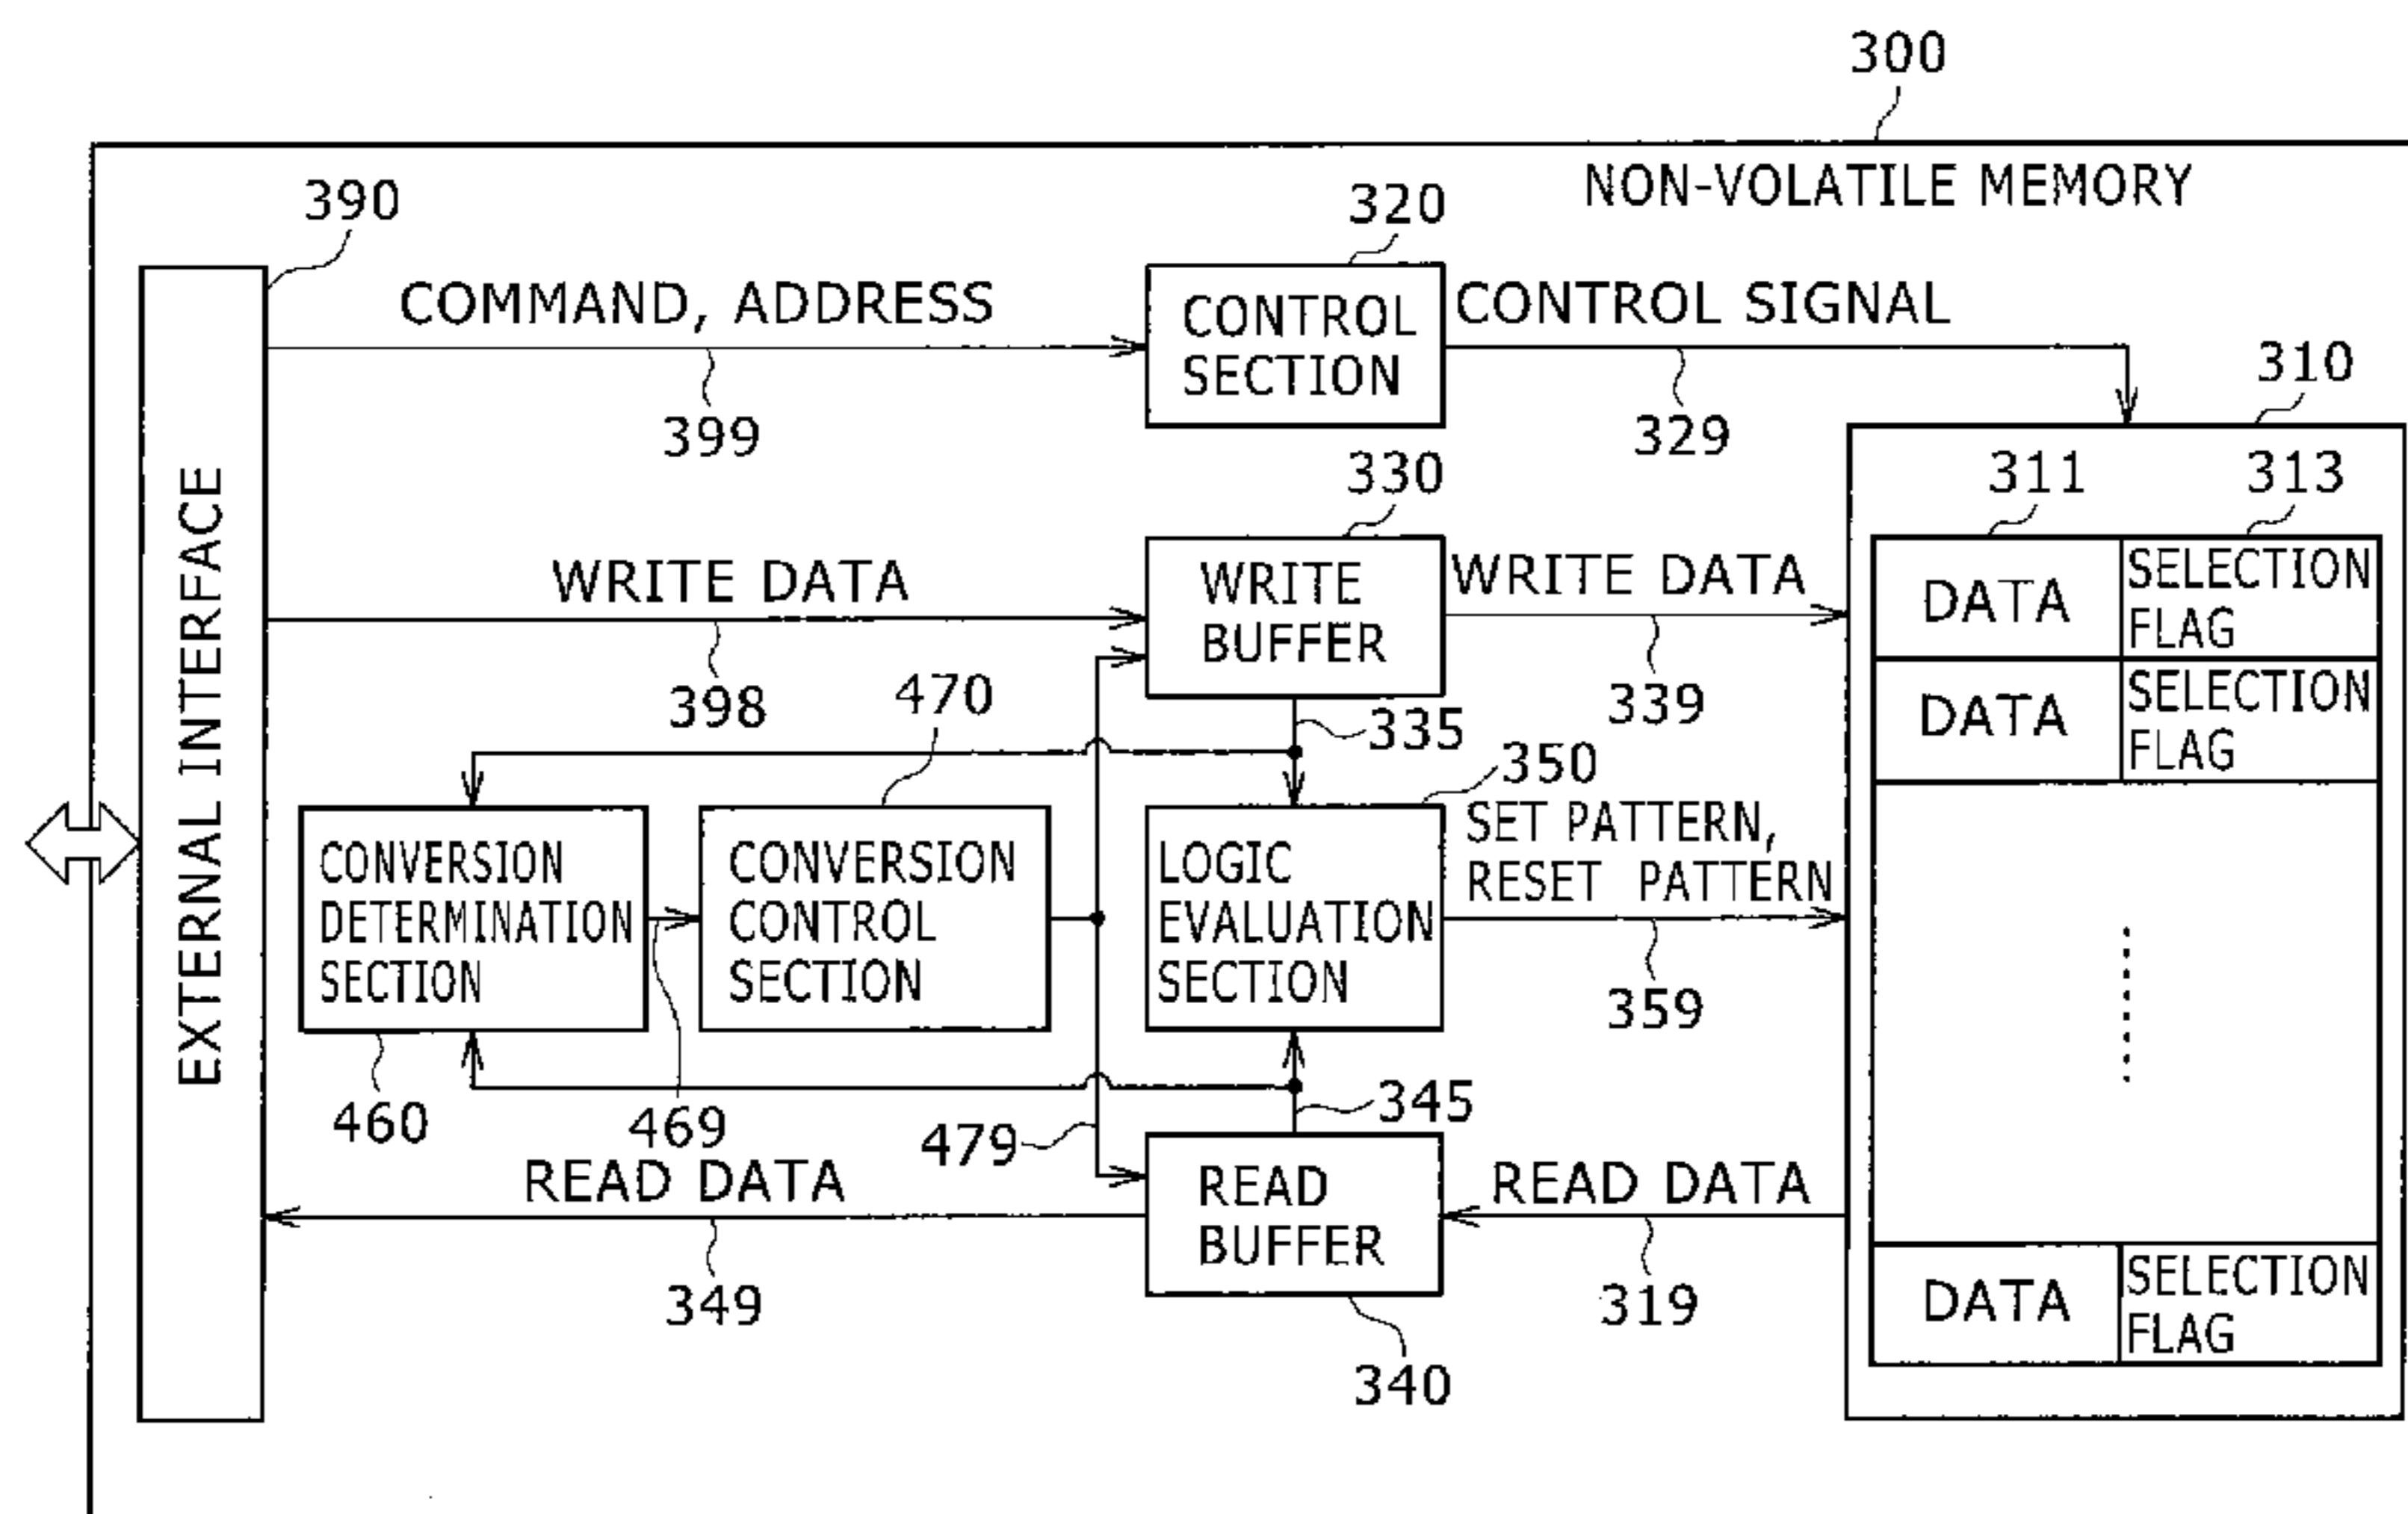 300
NON-VOLATILE MEMORY
390
320
COMMAND, ADDRESS
CONTROL
SECTION
CONTROL SIGNAL
399
329
310
EXTERNAL INTERFACE
330
311
313
WRITE DATA
WRITE
BUFFER
WRITE DATA
DATA
SELECTION
FLAG
398
339
470
335
DATA
SELECTION
FLAG
350
CONVERSION
DETERMINATION
SECTION
CONVERSION
CONTROL
SECTION
LOGIC
EVALUATION
SECTION
SET PATTERN,
RESET PATTERN
359
460
469
479
345
READ DATA
READ
BUFFER
READ DATA
349
319
DATA
SELECTION
FLAG
340